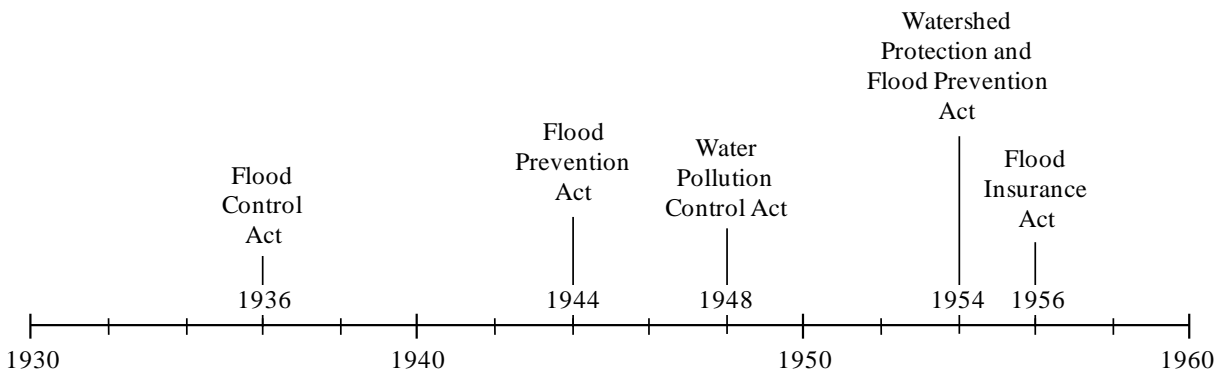 Flood
Control
Act
1936
Flood
Prevention
Act
1944
Water
Pollution
Control Act
1948
Watershed
Protection and
Flood Prevention
Act
1954
Flood
Insurance
Act
1956
1930
1940
1950
1960